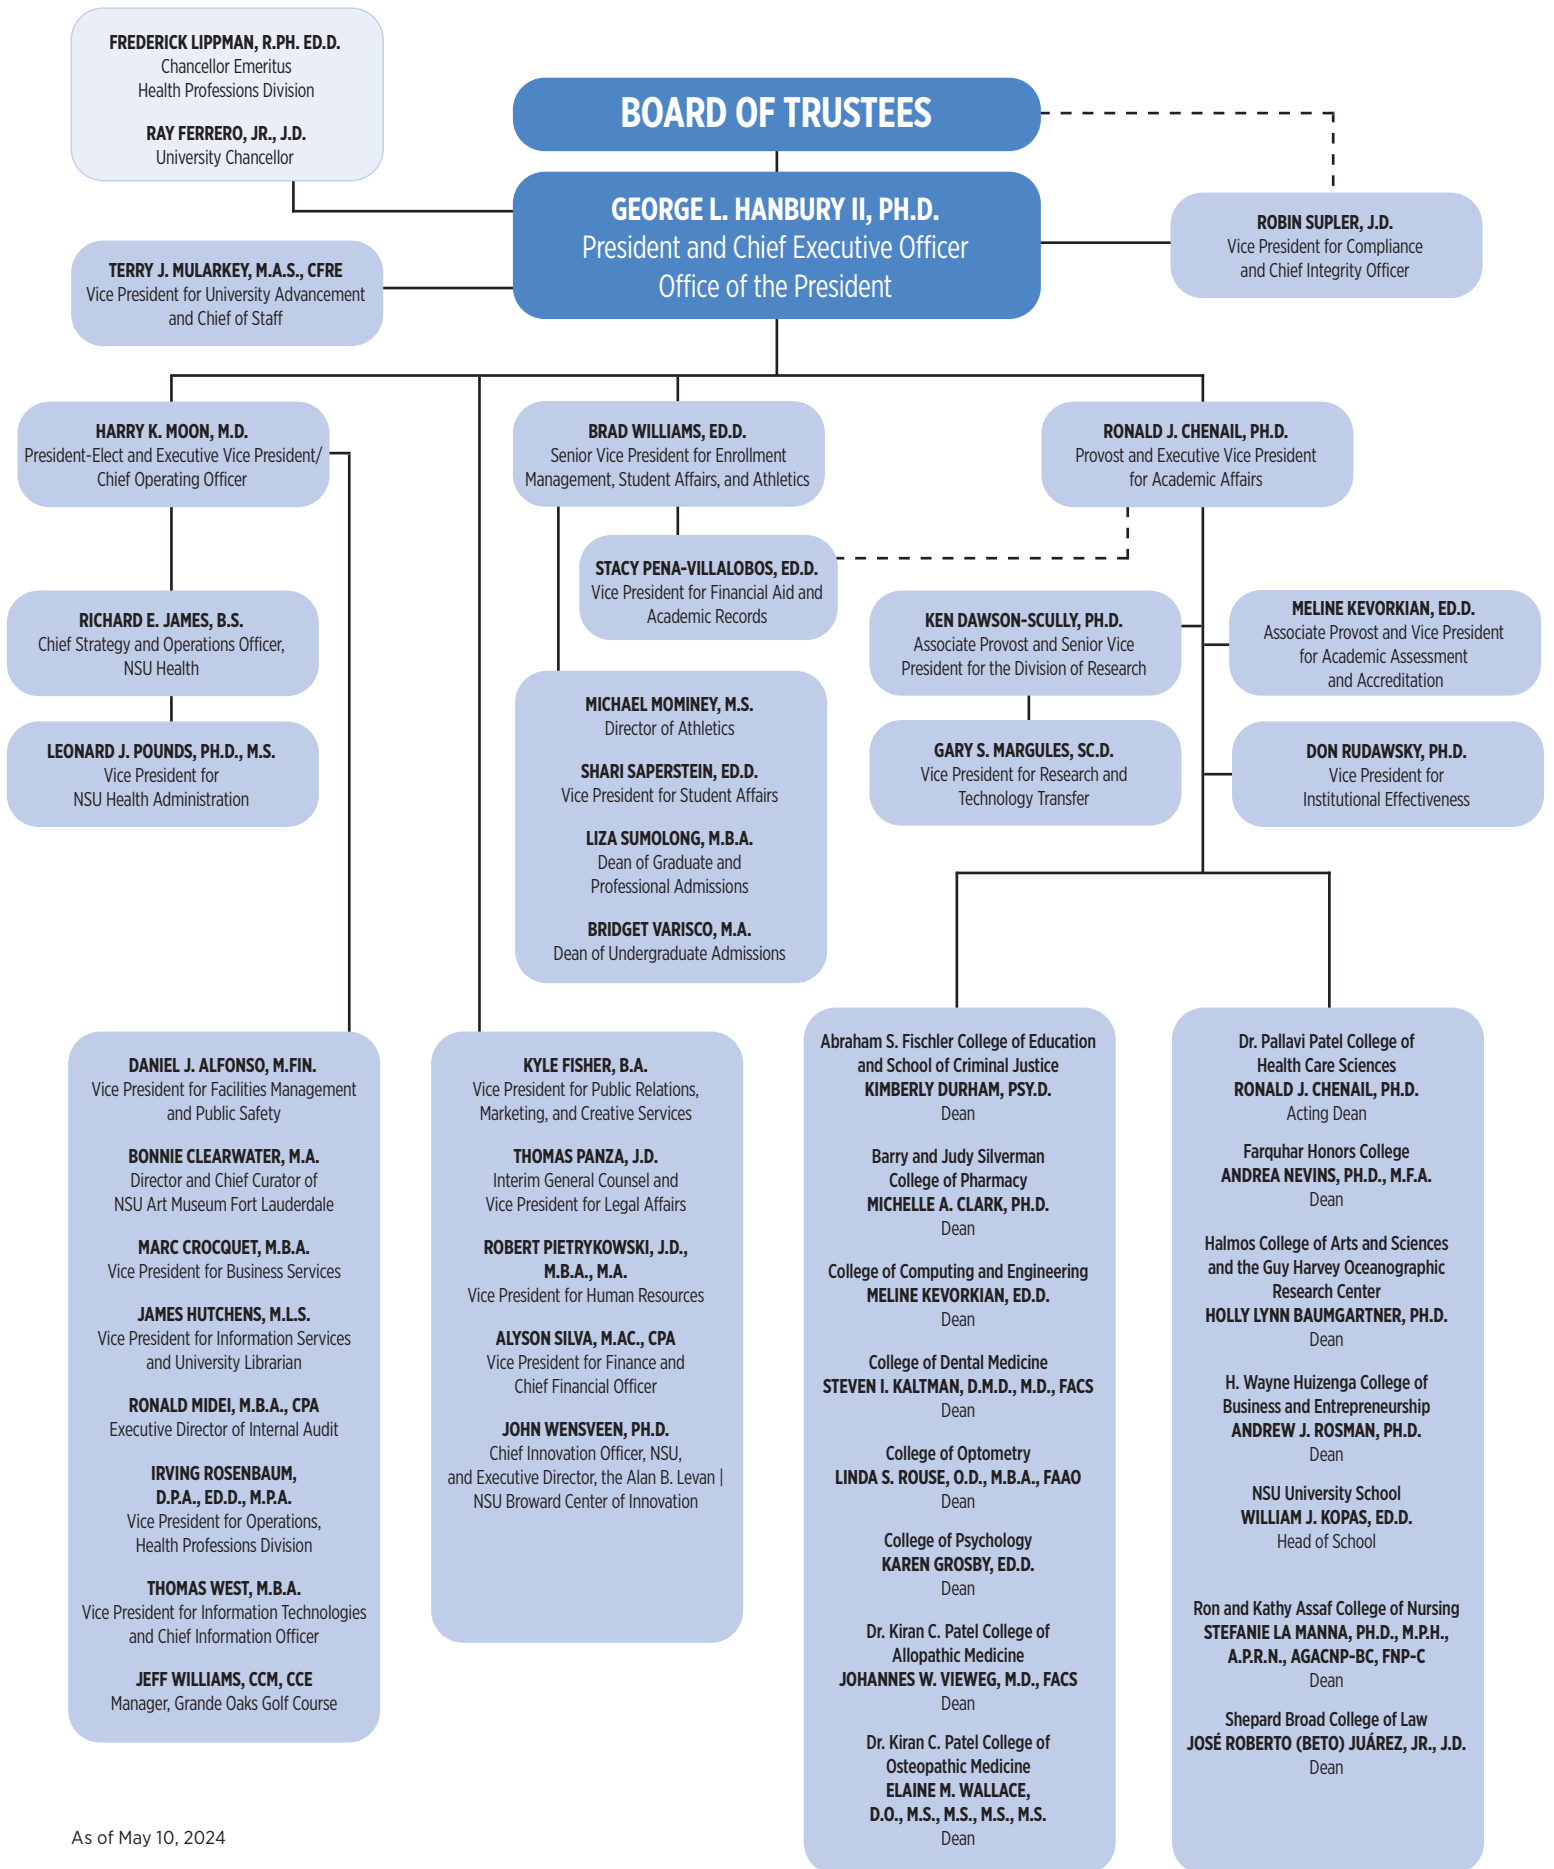 FREDERICK LIPPMAN, R.PH. ED.D.
Chancellor Emeritus
Health Professions Division
RAY FERRERO, JR., J.D.
University Chancellor
BOARD OF TRUSTEES
GEORGE L. HANBURY II, PH.D.
President and Chief Executive Officer
Office of the President
ROBIN SUPLER, J.D.
Vice President for Compliance
and Chief Integrity Officer
TERRY J. MULARKEY, M.A.S., CFRE
Vice President for University Advancement
and Chief of Staff
HARRY K. MOON, M.D.
President-Elect and Executive Vice President/
Chief Operating Officer
BRAD WILLIAMS, ED.D.
Senior Vice President for Enrollment
Management, Student Affairs, and Athletics
RONALD J. CHENAIL, PH.D.
Provost and Executive Vice President
for Academic Affairs
STACY PENA-VILLALOBOS, ED.D.
Vice President for Financial Aid and
Academic Records
RICHARD E. JAMES, B.S.
Chief Strategy and Operations Officer,
NSU Health
KEN DAWSON-SCULLY, PH.D.
Associate Provost and Senior Vice
President for the Division of Research
MELINE KEVORKIAN, ED.D.
Associate Provost and Vice President
for Academic Assessment
and Accreditation
LEONARD J. POUNDS, PH.D., M.S.
Vice President for
NSU Health Administration
MICHAEL MOMINEY, M.S.
Director of Athletics
SHARI SAPERSTEIN, ED.D.
Vice President for Student Affairs
LIZA SUMOLONG, M.B.A.
Dean of Graduate and
Professional Admissions
BRIDGET VARISCO, M.A.
Dean of Undergraduate Admissions
GARY S. MARGULES, SC.D.
Vice President for Research and
Technology Transfer
DON RUDAWSKY, PH.D.
Vice President for
Institutional Effectiveness
DANIEL J. ALFONSO, M.FIN.
Vice President for Facilities Management
and Public Safety
BONNIE CLEARWATER, M.A.
Director and Chief Curator of
NSU Art Museum Fort Lauderdale
MARC CROCQUET, M.B.A.
Vice President for Business Services
JAMES HUTCHENS, M.L.S.
Vice President for Information Services
and University Librarian
RONALD MIDEI, M.B.A., CPA
Executive Director of Internal Audit
IRVING ROSENBAUM,
D.P.A., ED.D., M.P.A.
Vice President for Operations,
Health Professions Division
THOMAS WEST, M.B.A.
Vice President for Information Technologies
and Chief Information Officer
JEFF WILLIAMS, CCM, CCE
Manager, Grande Oaks Golf Course
KYLE FISHER, B.A.
Vice President for Public Relations,
Marketing, and Creative Services
THOMAS PANZA, J.D.
Interim General Counsel and
Vice President for Legal Affairs
ROBERT PIETRYKOWSKI, J.D.,
M.B.A., M.A.
Vice President for Human Resources
ALYSON SILVA, M.AC., CPA
Vice President for Finance and
Chief Financial Officer
JOHN WENSVEEN, PH.D.
Chief Innovation Officer, NSU,
and Executive Director, the Alan B. Levan |
NSU Broward Center of Innovation
Abraham S. Fischler College of Education
and School of Criminal Justice
KIMBERLY DURHAM, PSY.D.
Dean
Barry and Judy Silverman
College of Pharmacy
MICHELLE A. CLARK, PH.D.
Dean
College of Computing and Engineering
MELINE KEVORKIAN, ED.D.
Dean
College of Dental Medicine
STEVEN I. KALTMAN, D.M.D., M.D., FACS
Dean
College of Optometry
LINDA S. ROUSE, O.D., M.B.A., FAAO
Dean
College of Psychology
KAREN GROSBY, ED.D.
Dean
Dr. Kiran C. Patel College of
Allopathic Medicine
JOHANNES W. VIEWEG, M.D., FACS
Dean
Dr. Kiran C. Patel College of
Osteopathic Medicine
ELAINE M. WALLACE,
D.O., M.S., M.S., M.S., M.S.
Dean
Dr. Pallavi Patel College of
Health Care Sciences
RONALD J. CHENAIL, PH.D.
Acting Dean
Farquhar Honors College
ANDREA NEVINS, PH.D., M.F.A.
Dean
Halmos College of Arts and Sciences
and the Guy Harvey Oceanographic
Research Center
HOLLY LYNN BAUMGARTNER, PH.D.
Dean
H. Wayne Huizenga College of
Business and Entrepreneurship
ANDREW J. ROSMAN, PH.D.
Dean
NSU University School
WILLIAM J. KOPAS, ED.D.
Head of School
Ron and Kathy Assaf College of Nursing
STEFANIE LA MANNA, PH.D., M.P.H.,
A.P.R.N., AGACNP-BC, FNP-C
Dean
Shepard Broad College of Law
JOSÉ ROBERTO (BETO) JUÁREZ, JR., J.D.
Dean
As of May 10, 2024